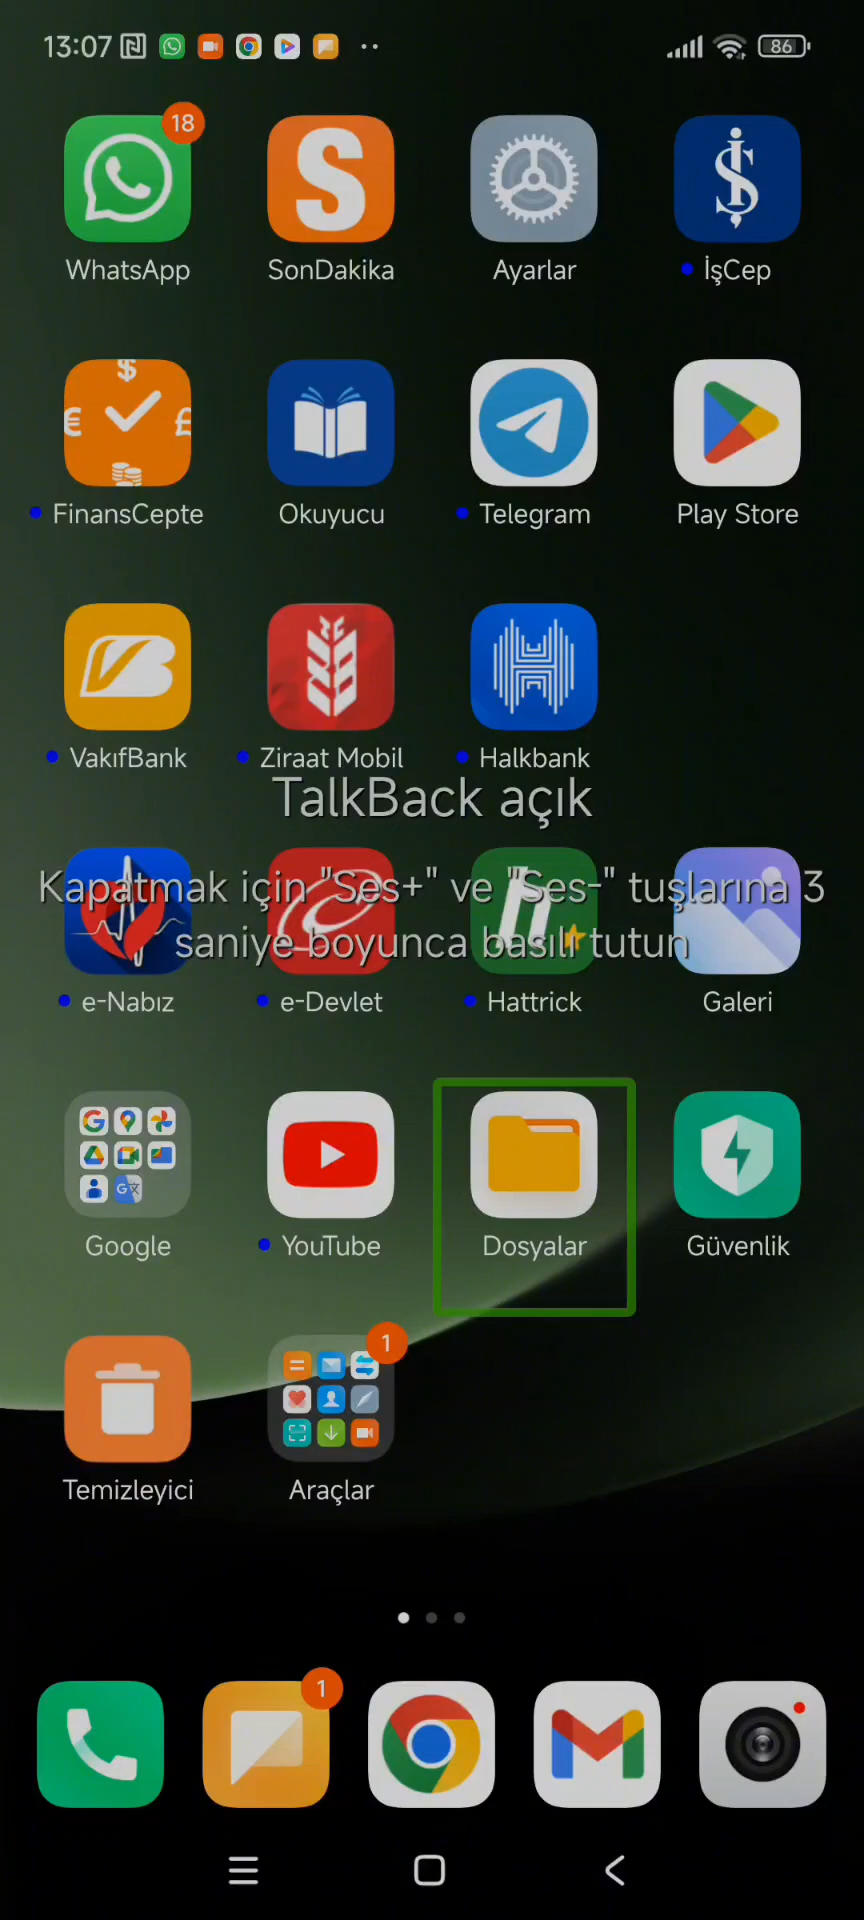 13:07
86
18
WhatsApp
SonDakika
Ayarlar
İşCep
FinansCepte
Okuyucu
Telegram
Play Store
VakıfBank
Ziraat Mobil
Halkbank
TalkBack açık
Kapatmak için "Ses+" ve "Ses-" tuşlarına 3
saniye boyunca basılı tutun
e-Nabız
e-Devlet
Hattrick
Galeri
Google
YouTube
Dosyalar
Güvenlik
1
Temizleyici
Araçlar
1